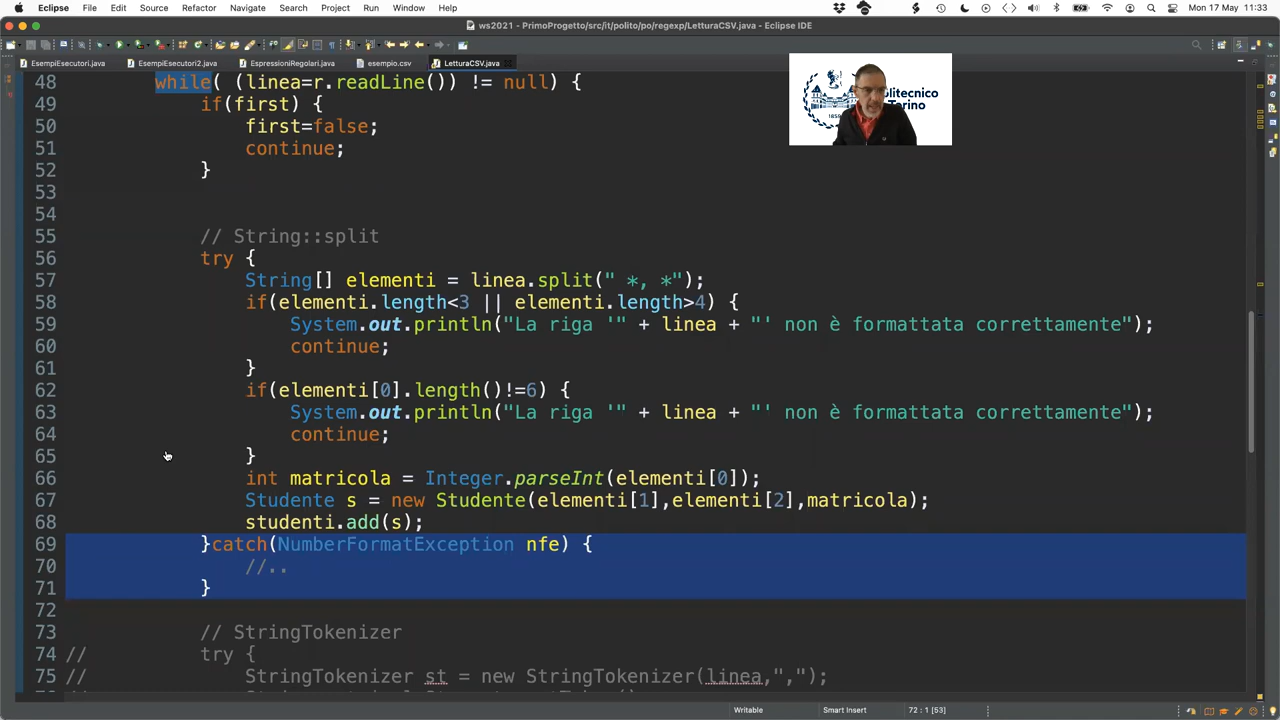 Eclipse File Edit Source Refactor Navigate Search Project Run Window Help Mon 17 May 11:33
ws2021 - PrimoProgetto/src/it/polito/po/regexp/LetturaCSV.java - Eclipse IDE
EsempiEsecutori.java EsempiEsecutori2.java EspressioniRegolari.java esempio.csv LetturaCSV.java
48 while( (linea=r.readLine()) != null) {
49 if(first) {
50 first=false;
51 continue;
52 }
53
54
55 // String::split
56 try {
57 String[] elementi = linea.split(" *, *");
58 if(elementi.length<3 || elementi.length>4) {
59 System.out.println("La riga '" + linea + "' non è formattata correttamente");
60 continue;
61 }
62 if(elementi[0].length()!=6) {
63 System.out.println("La riga '" + linea + "' non è formattata correttamente");
64 continue;
65 }
66 int matricola = Integer.parseInt(elementi[0]);
67 Studente s = new Studente(elementi[1],elementi[2],matricola);
68 studenti.add(s);
69 }catch(NumberFormatException nfe) {
70 //..
71 }
72
73 // StringTokenizer
74 // try {
75 // StringTokenizer st = new StringTokenizer(linea,",");
Writable Smart Insert 72 : 1 [53]